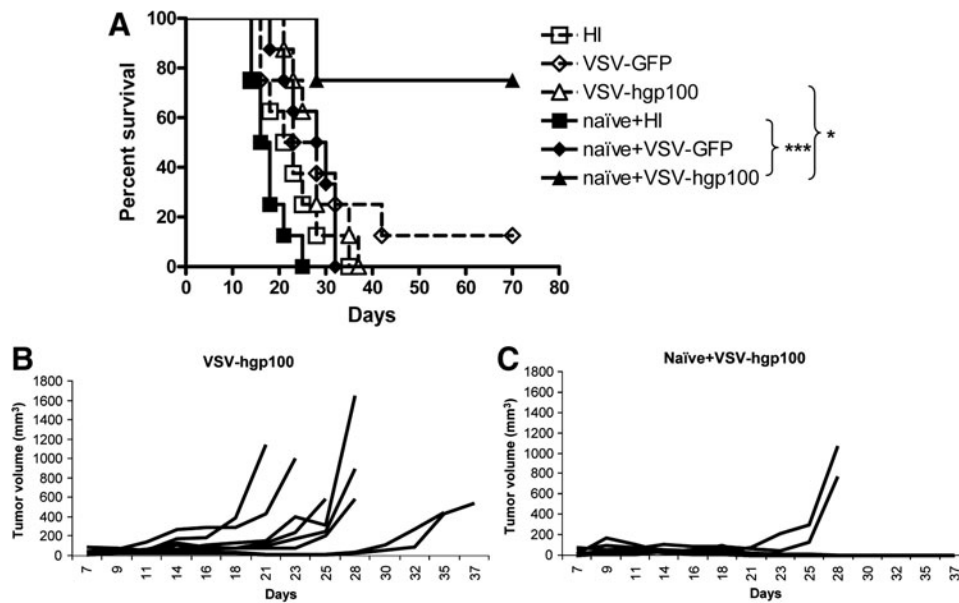 A
Percent survival
100
80
60
40
20
0
0 10 20 30 40 50 60 70 80
Days
HI
VSV-GFP
VSV-hgp100
naïve+HI
naïve+VSV-GFP
naïve+VSV-hgp100
***
*
B
VSV-hgp100
Tumor volume (mm³)
1800
1600
1400
1200
1000
800
600
400
200
0
7 9 11 14 16 18 21 23 25 28 30 32 35 37
Days
C
Naïve+VSV-hgp100
Tumor volume (mm³)
1800
1600
1400
1200
1000
800
600
400
200
0
7 9 11 14 16 18 21 23 25 28 30 32 35 37
Days